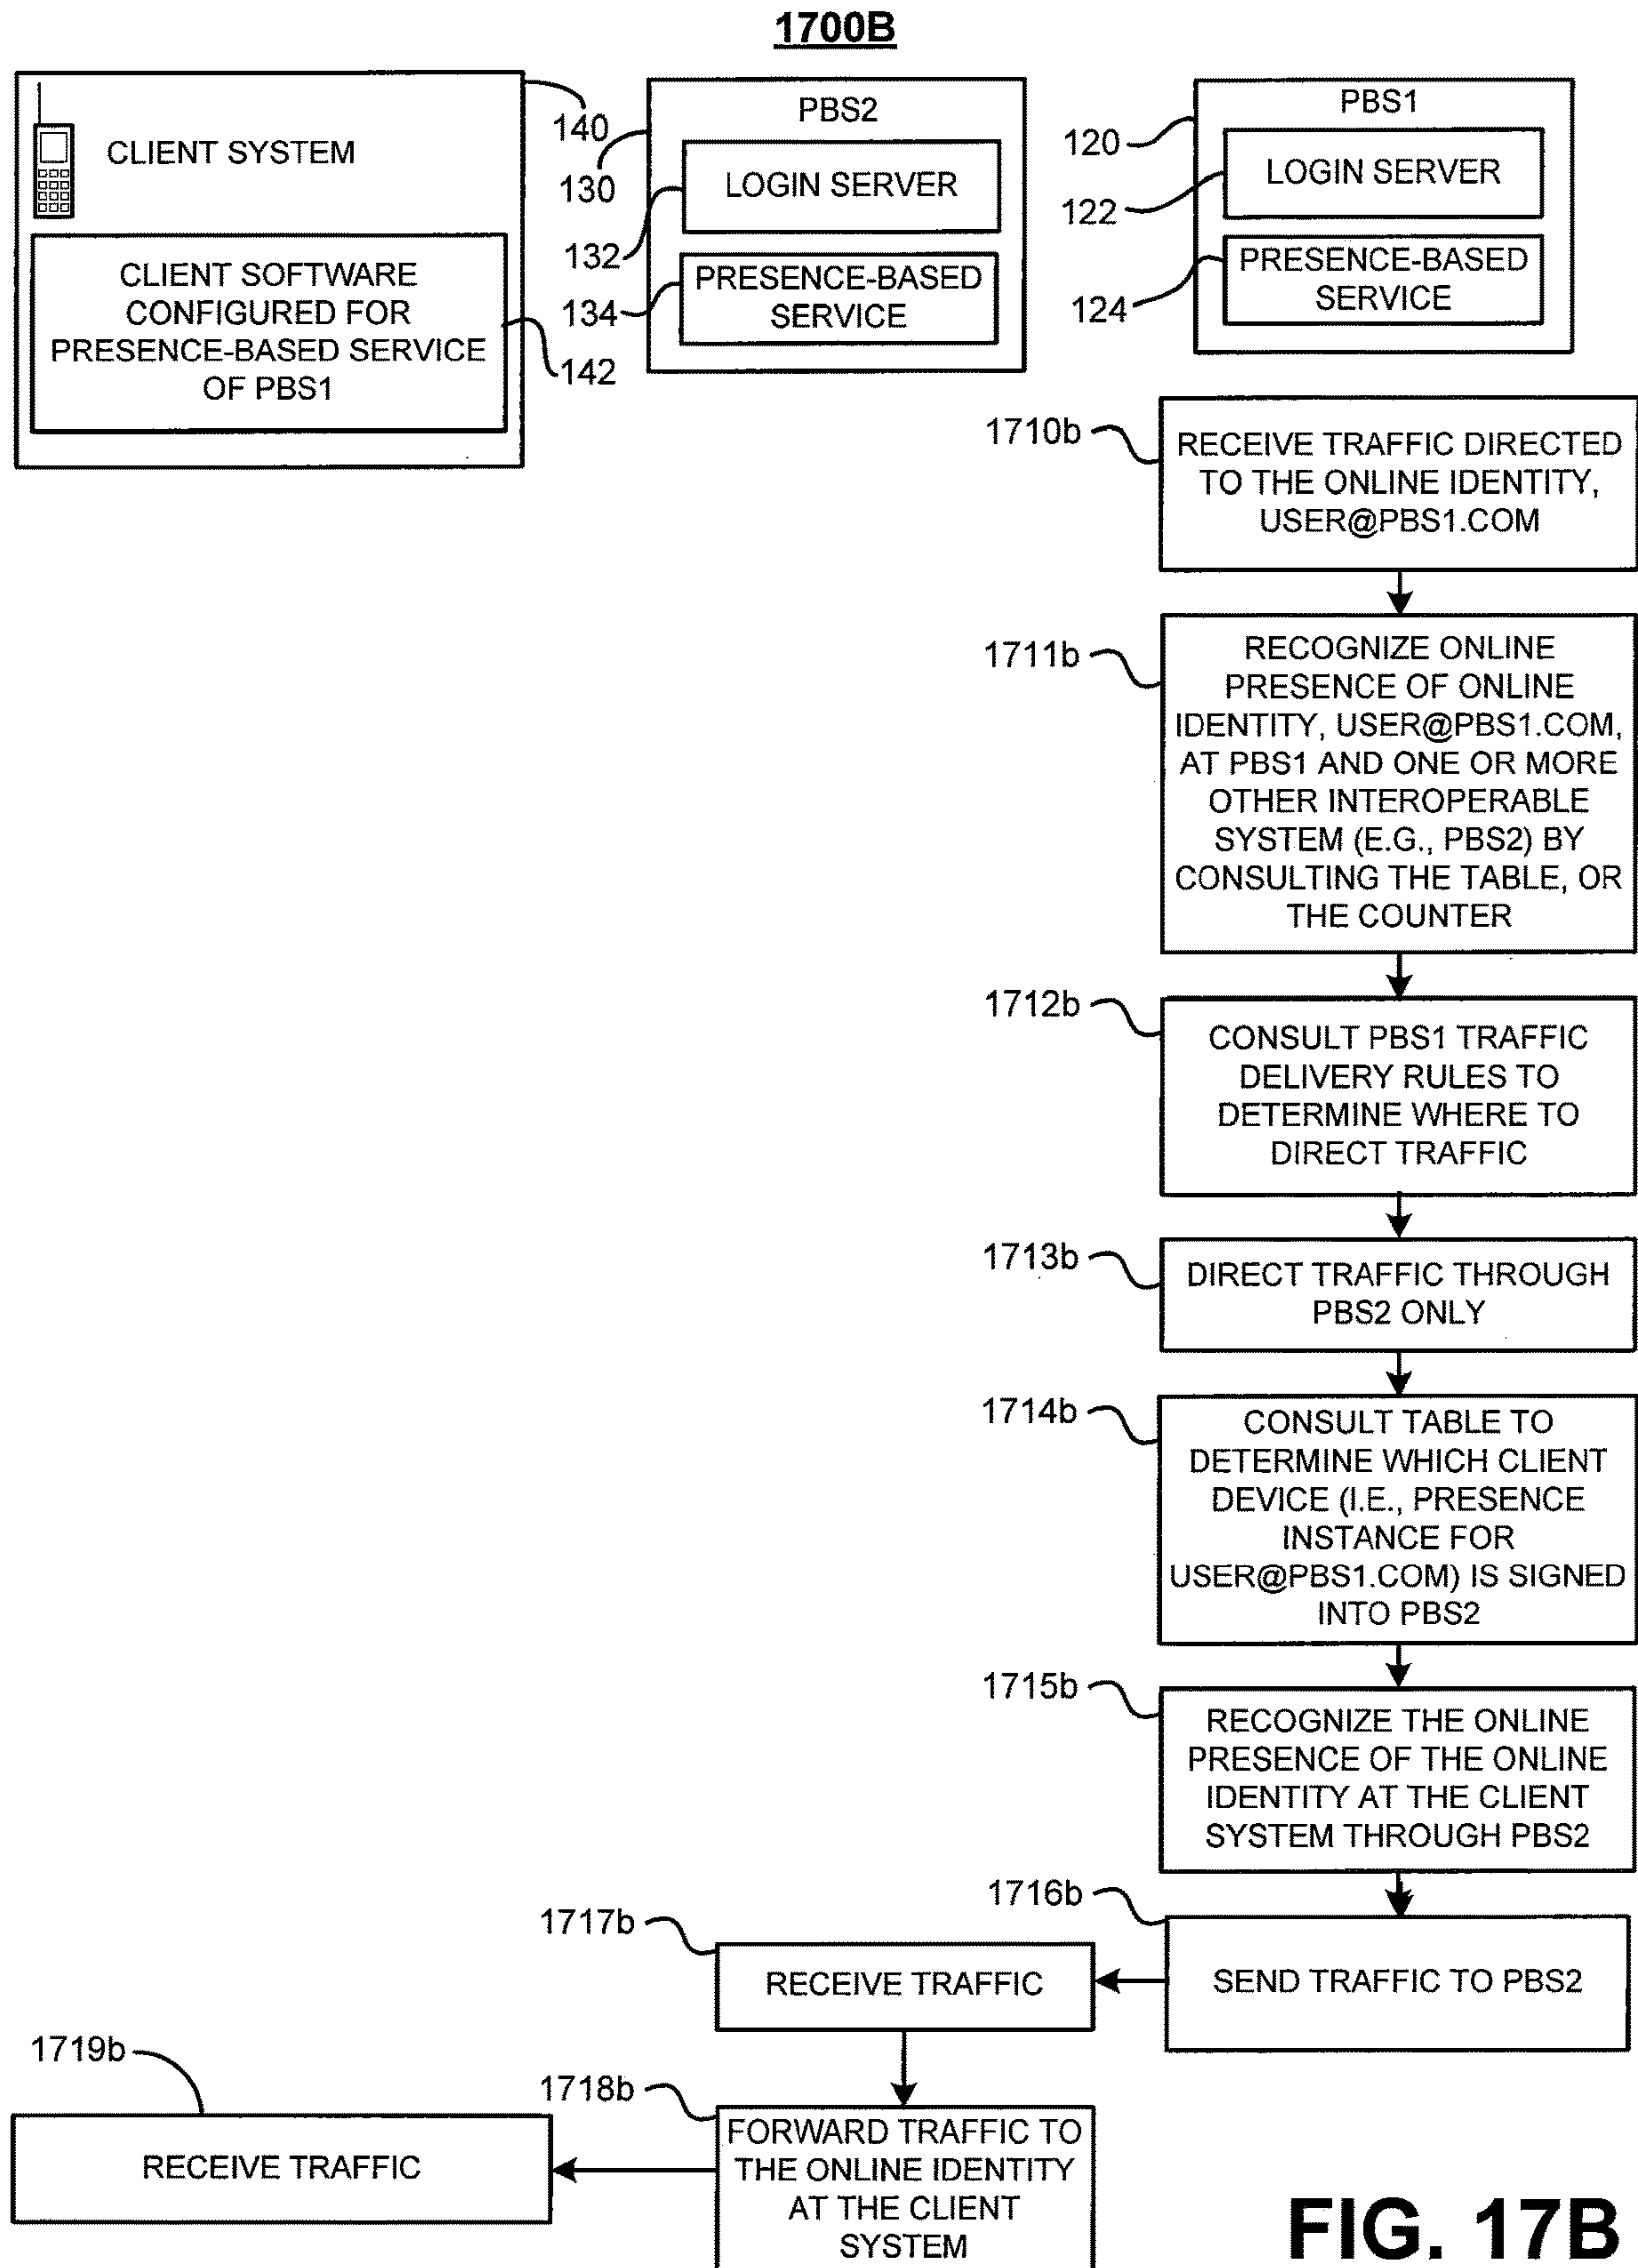 1700B
CLIENT SYSTEM
CLIENT SOFTWARE
CONFIGURED FOR
PRESENCE-BASED SERVICE
OF PBS1
140
142
PBS2
LOGIN SERVER
PRESENCE-BASED
SERVICE
130
132
134
PBS1
LOGIN SERVER
PRESENCE-BASED
SERVICE
120
122
124
1710b
RECEIVE TRAFFIC DIRECTED
TO THE ONLINE IDENTITY,
USER@PBS1.COM
1711b
RECOGNIZE ONLINE
PRESENCE OF ONLINE
IDENTITY, USER@PBS1.COM,
AT PBS1 AND ONE OR MORE
OTHER INTEROPERABLE
SYSTEM (E.G., PBS2) BY
CONSULTING THE TABLE, OR
THE COUNTER
1712b
CONSULT PBS1 TRAFFIC
DELIVERY RULES TO
DETERMINE WHERE TO
DIRECT TRAFFIC
1713b
DIRECT TRAFFIC THROUGH
PBS2 ONLY
1714b
CONSULT TABLE TO
DETERMINE WHICH CLIENT
DEVICE (I.E., PRESENCE
INSTANCE FOR
USER@PBS1.COM) IS SIGNED
INTO PBS2
1715b
RECOGNIZE THE ONLINE
PRESENCE OF THE ONLINE
IDENTITY AT THE CLIENT
SYSTEM THROUGH PBS2
1716b
SEND TRAFFIC TO PBS2
1717b
RECEIVE TRAFFIC
1718b
FORWARD TRAFFIC TO
THE ONLINE IDENTITY
AT THE CLIENT
SYSTEM
1719b
RECEIVE TRAFFIC
FIG. 17B